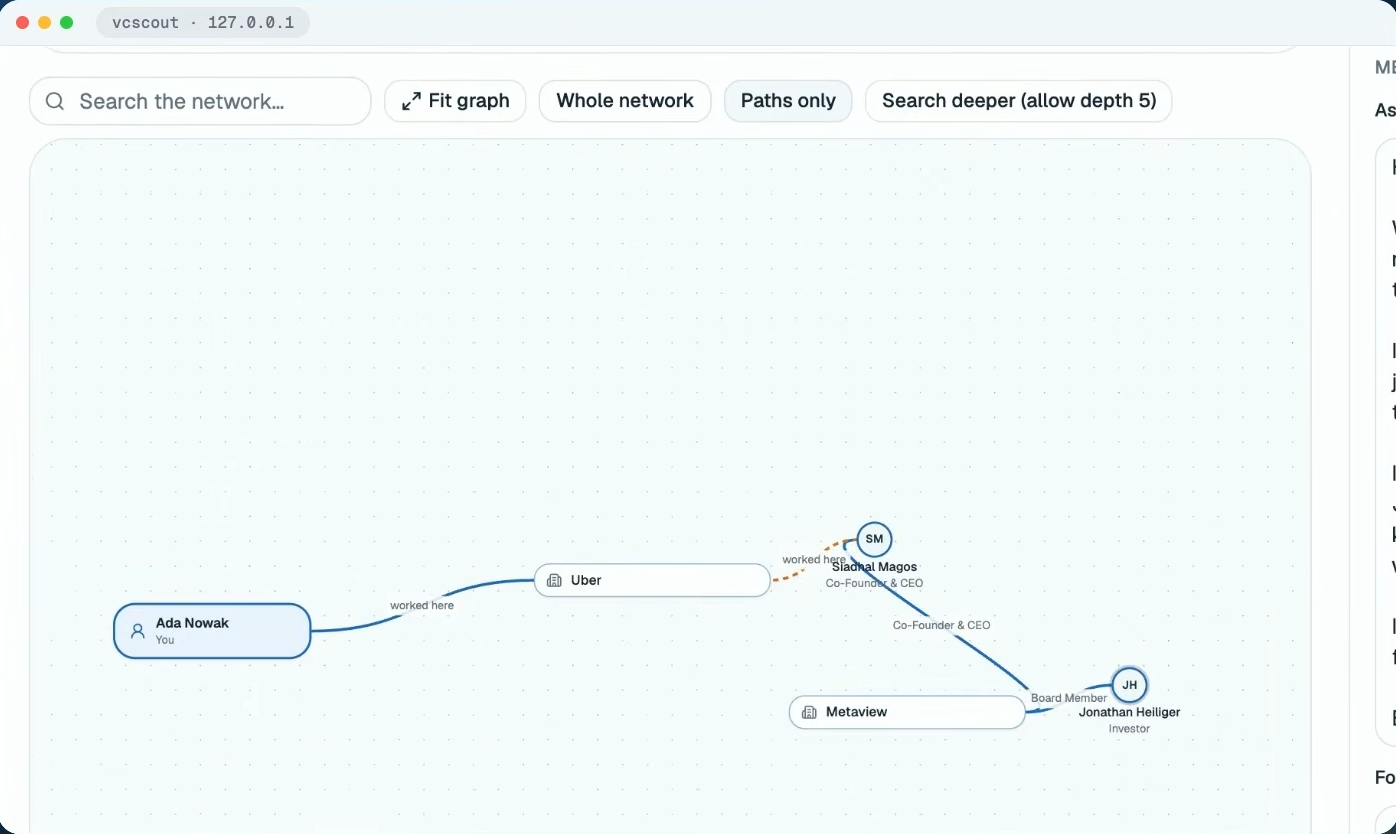 vcscout · 127.0.0.1
Search the network…
Fit graph
Whole network
Paths only
Search deeper (allow depth 5)
SM
worked here
Siadhal Magos
Co-Founder & CEO
Uber
worked here
Ada Nowak
You
Co-Founder & CEO
JH
Board Member
Metaview
Jonathan Heiliger
Investor